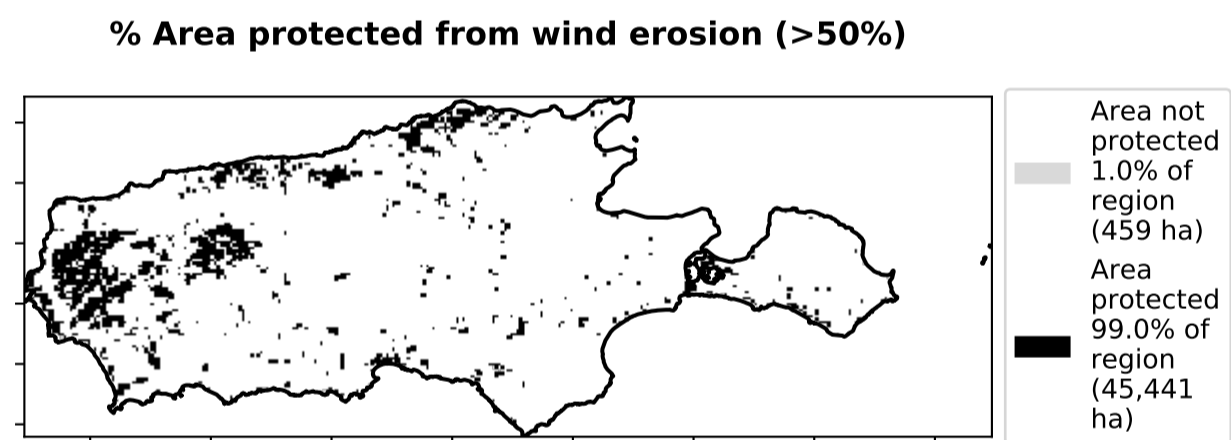 % Area protected from wind erosion (>50%)
Area not
protected
1.0% of
region
(459 ha)
Area
protected
99.0% of
region
(45,441
ha)